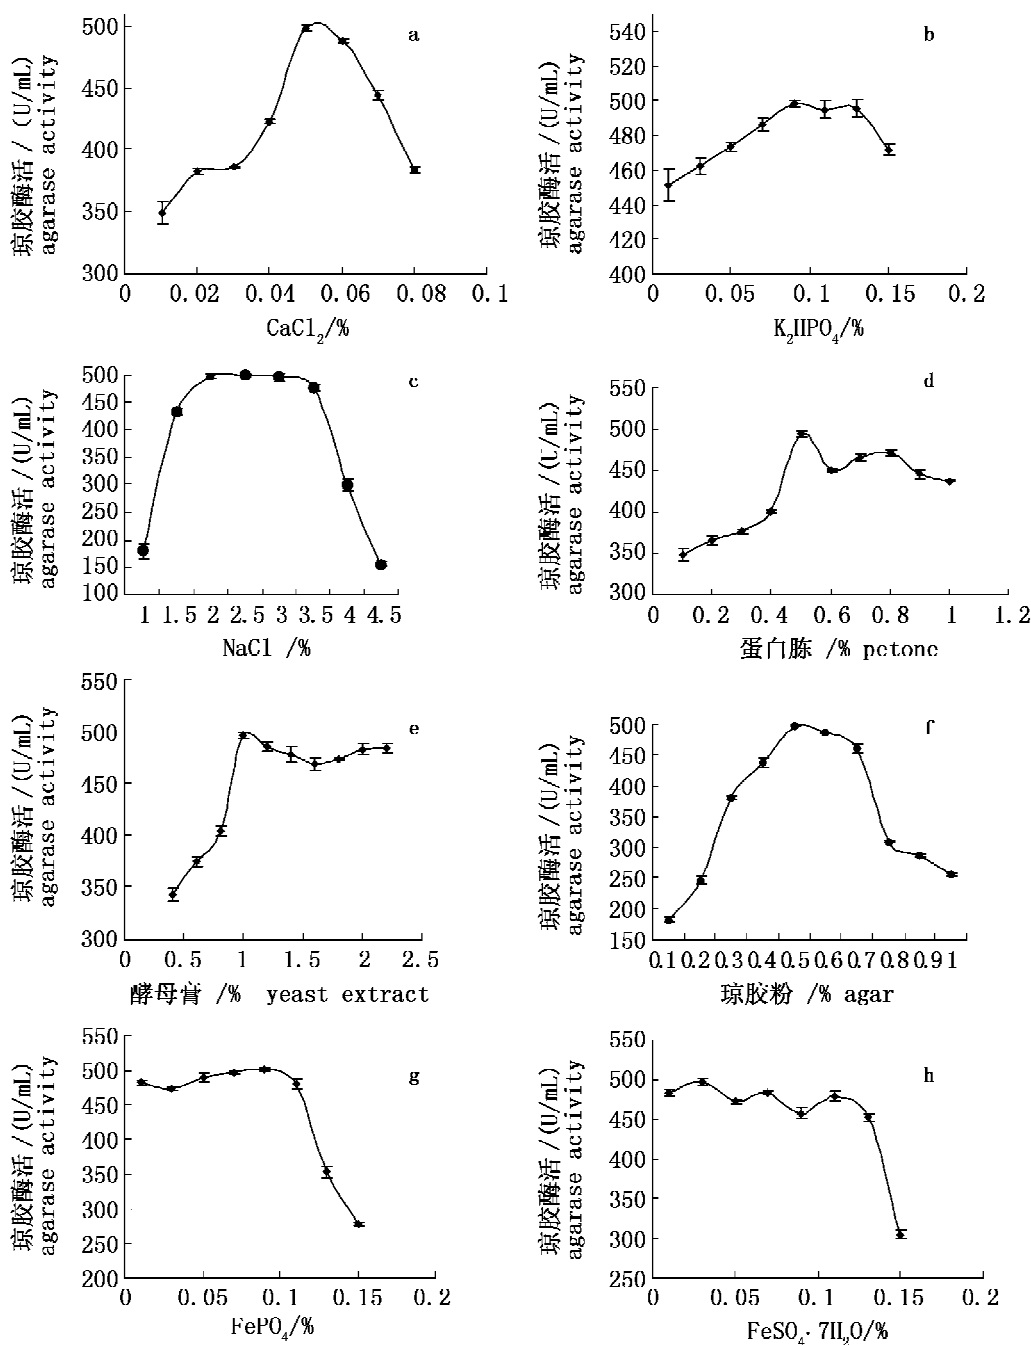 a
琼胶酶活 / (U/mL)
agarase activity
500
450
400
350
300
0 0.02 0.04 0.06 0.08 0.1
CaCl2/%
b
琼胶酶活 /(U/mL)
agarase activity
540
520
500
480
460
440
420
400
0 0.05 0.1 0.15 0.2
K2HPO4/%
c
琼胶酶活 /(U/mL)
agarase activity
500
450
400
350
300
250
200
150
100
1 1.5 2 2.5 3 3.5 4 4.5
NaCl /%
d
琼胶酶活 /(U/mL)
agarase activity
550
500
450
400
350
300
0 0.2 0.4 0.6 0.8 1 1.2
蛋白胨 /% petone
e
琼胶酶活 /(U/mL)
agarase activity
550
500
450
400
350
300
0 0.5 1 1.5 2 2.5
酵母膏 /% yeast extract
f
琼胶酶活 /(U/mL)
agarase activity
500
450
400
350
300
250
200
150
0.1 0.2 0.3 0.4 0.5 0.6 0.7 0.8 0.9 1
琼胶粉 /% agar
g
琼胶酶活 /(U/mL)
agarase activity
550
500
450
400
350
300
250
200
0 0.05 0.1 0.15 0.2
FePO4/%
h
琼胶酶活 /(U/mL)
agarase activity
550
500
450
400
350
300
250
0 0.05 0.1 0.15 0.2
FeSO4·7H2O/%